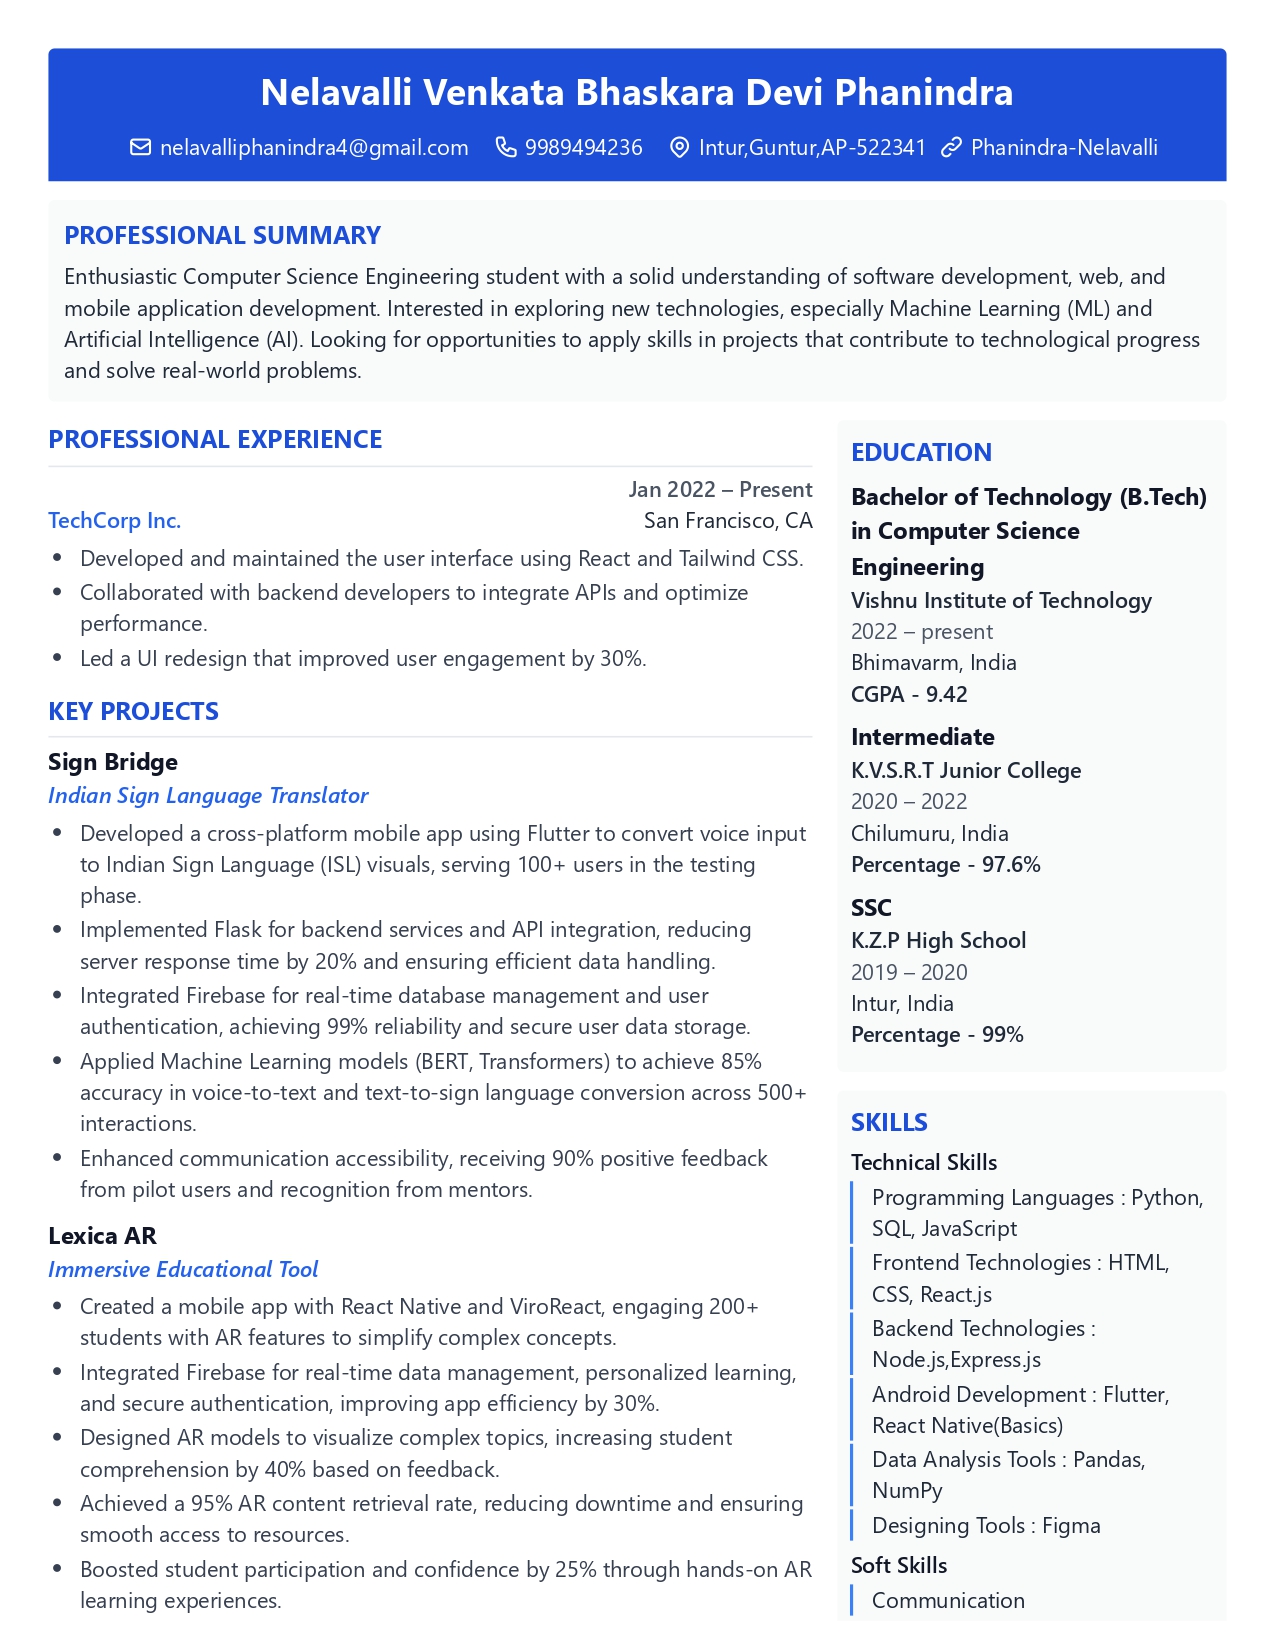 Nelavalli Venkata Bhaskara Devi Phanindra
nelavalliphanindra4@gmail.com 9989494236 Intur,Guntur,AP-522341 Phanindra-Nelavalli
PROFESSIONAL SUMMARY
Enthusiastic Computer Science Engineering student with a solid understanding of software development, web, and
mobile application development. Interested in exploring new technologies, especially Machine Learning (ML) and
Artificial Intelligence (AI). Looking for opportunities to apply skills in projects that contribute to technological progress
and solve real-world problems.
PROFESSIONAL EXPERIENCE
Jan 2022 – Present
TechCorp Inc. San Francisco, CA
• Developed and maintained the user interface using React and Tailwind CSS.
• Collaborated with backend developers to integrate APIs and optimize
performance.
• Led a UI redesign that improved user engagement by 30%.
KEY PROJECTS
Sign Bridge
Indian Sign Language Translator
• Developed a cross-platform mobile app using Flutter to convert voice input
to Indian Sign Language (ISL) visuals, serving 100+ users in the testing
phase.
• Implemented Flask for backend services and API integration, reducing
server response time by 20% and ensuring efficient data handling.
• Integrated Firebase for real-time database management and user
authentication, achieving 99% reliability and secure user data storage.
• Applied Machine Learning models (BERT, Transformers) to achieve 85%
accuracy in voice-to-text and text-to-sign language conversion across 500+
interactions.
• Enhanced communication accessibility, receiving 90% positive feedback
from pilot users and recognition from mentors.
Lexica AR
Immersive Educational Tool
• Created a mobile app with React Native and ViroReact, engaging 200+
students with AR features to simplify complex concepts.
• Integrated Firebase for real-time data management, personalized learning,
and secure authentication, improving app efficiency by 30%.
• Designed AR models to visualize complex topics, increasing student
comprehension by 40% based on feedback.
• Achieved a 95% AR content retrieval rate, reducing downtime and ensuring
smooth access to resources.
• Boosted student participation and confidence by 25% through hands-on AR
learning experiences.
EDUCATION
Bachelor of Technology (B.Tech)
in Computer Science
Engineering
Vishnu Institute of Technology
2022 – present
Bhimavarm, India
CGPA - 9.42
Intermediate
K.V.S.R.T Junior College
2020 – 2022
Chilumuru, India
Percentage - 97.6%
SSC
K.Z.P High School
2019 – 2020
Intur, India
Percentage - 99%
SKILLS
Technical Skills
Programming Languages : Python,
SQL, JavaScript
Frontend Technologies : HTML,
CSS, React.js
Backend Technologies :
Node.js,Express.js
Android Development : Flutter,
React Native(Basics)
Data Analysis Tools : Pandas,
NumPy
Designing Tools : Figma
Soft Skills
Communication